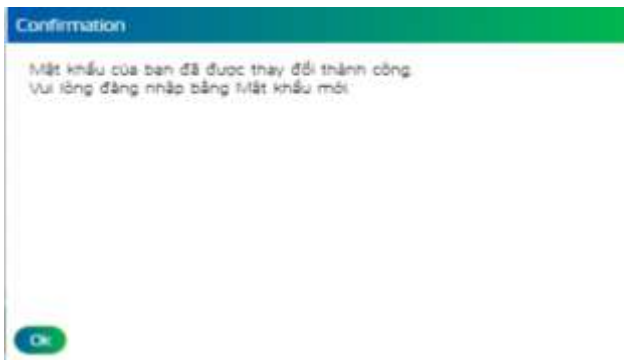 Confirmation
Mật khẩu của bạn đã được thay đổi thành công.
Vui lòng đăng nhập bằng Mật khẩu mới.
Ok